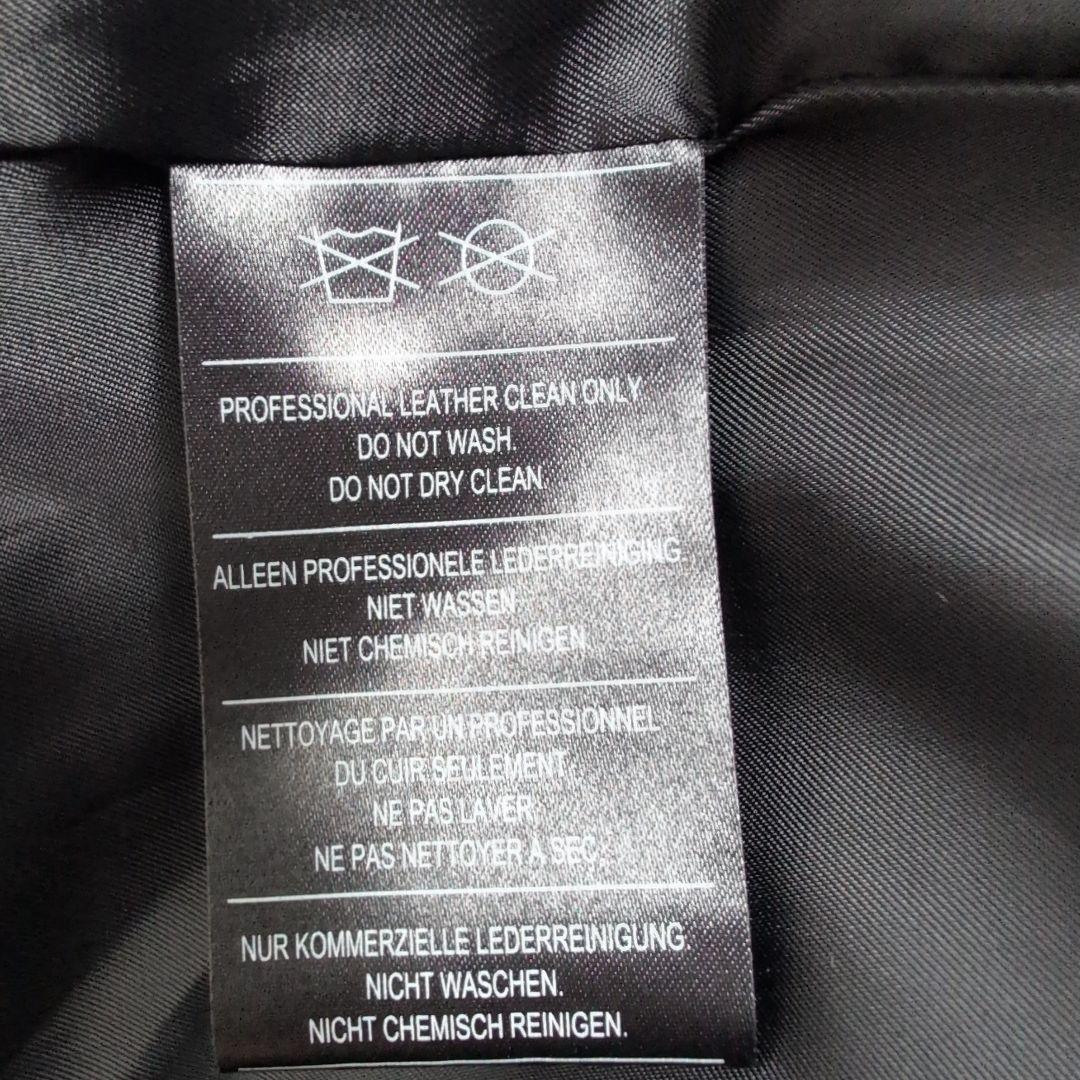 PROFESSIONAL LEATHER CLEAN ONLY
DO NOT WASH.
DO NOT DRY CLEAN.
ALLEEN PROFESSIONELE LEDERREINIGING.
NIET WASSEN
NIET CHEMISCH REINIGEN.
NETTOYAGE PAR UN PROFESSIONNEL
DU CUIR SEULEMENT.
NE PAS LAVER.
NE PAS NETTOYER A SEC.
NUR KOMMERZIELLE LEDERREINIGUNG.
NICHT WASCHEN.
NICHT CHEMISCH REINIGEN.